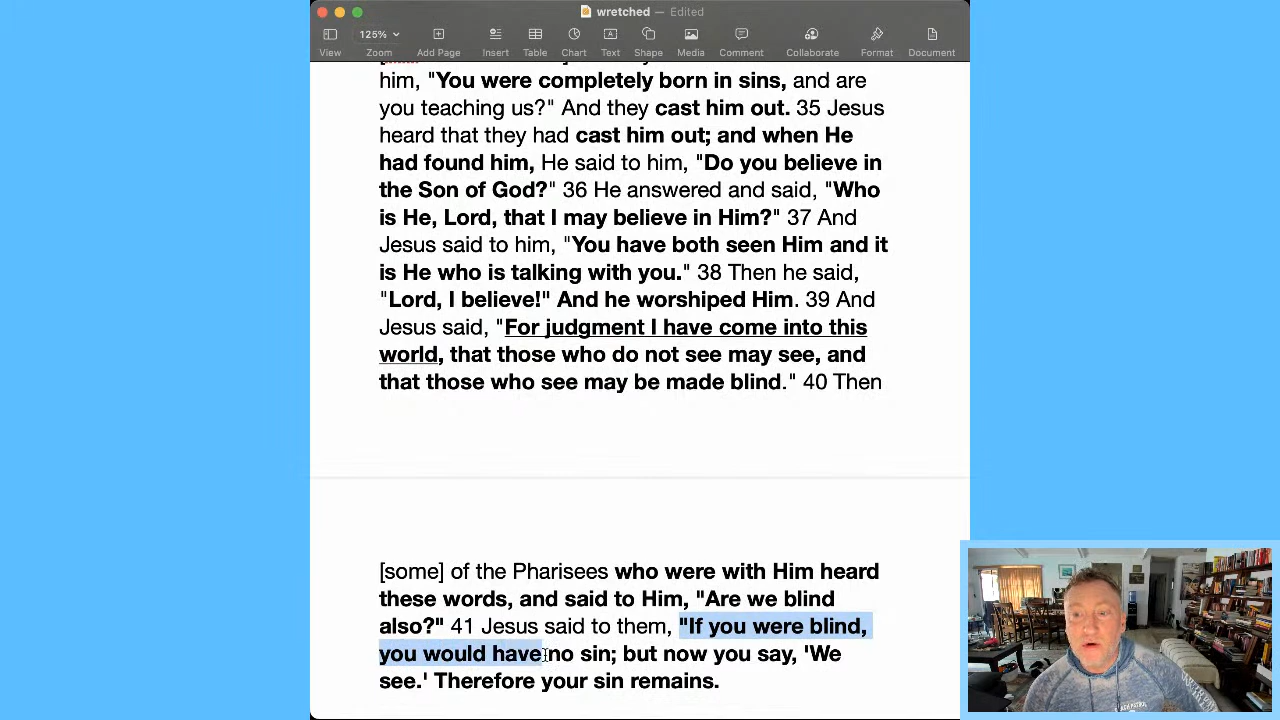 wretched — Edited
125%
View Zoom Add Page Insert Table Chart Text Shape Media Comment Collaborate Format Document
him, "You were completely born in sins, and are
you teaching us?" And they cast him out. 35 Jesus
heard that they had cast him out; and when He
had found him, He said to him, "Do you believe in
the Son of God?" 36 He answered and said, "Who
is He, Lord, that I may believe in Him?" 37 And
Jesus said to him, "You have both seen Him and it
is He who is talking with you." 38 Then he said,
"Lord, I believe!" And he worshiped Him. 39 And
Jesus said, "For judgment I have come into this
world, that those who do not see may see, and
that those who see may be made blind." 40 Then
[some] of the Pharisees who were with Him heard
these words, and said to Him, "Are we blind
also?" 41 Jesus said to them, "If you were blind,
you would have no sin; but now you say, 'We
see.' Therefore your sin remains.